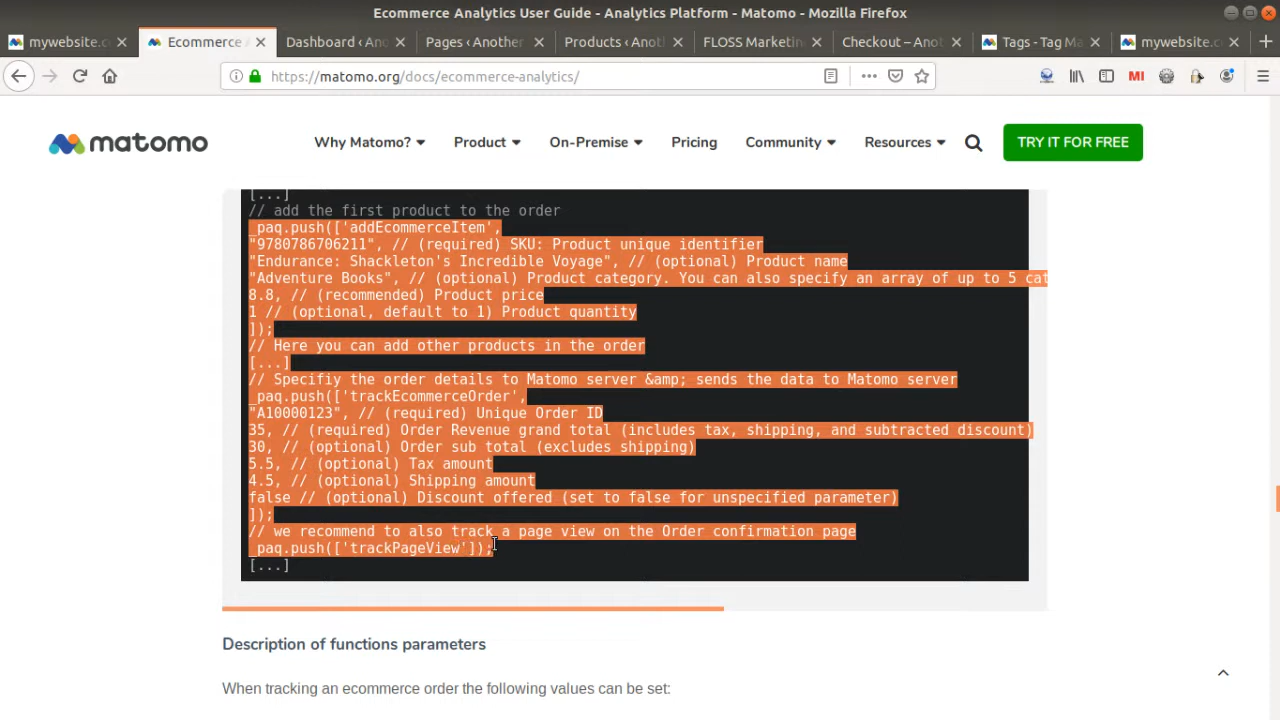 Ecommerce Analytics User Guide - Analytics Platform - Matomo - Mozilla Firefox
mywebsite.c Ecommerce A Dashboard ‹ Ano Pages ‹ Another Products ‹ Anot FLOSS Marketin Checkout – Anot Tags - Tag Ma mywebsite.c
https://matomo.org/docs/ecommerce-analytics/
MI
matomo Why Matomo? Product On-Premise Pricing Community Resources TRY IT FOR FREE
[...]
// add the first product to the order
_paq.push(['addEcommerceItem',
"9780786706211", // (required) SKU: Product unique identifier
"Endurance: Shackleton's Incredible Voyage", // (optional) Product name
"Adventure Books", // (optional) Product category. You can also specify an array of up to 5 cat
8.8, // (recommended) Product price
1 // (optional, default to 1) Product quantity
]);
// Here you can add other products in the order
[...]
// Specifiy the order details to Matomo server &amp; sends the data to Matomo server
_paq.push(['trackEcommerceOrder',
"A10000123", // (required) Unique Order ID
35, // (required) Order Revenue grand total (includes tax, shipping, and subtracted discount)
30, // (optional) Order sub total (excludes shipping)
5.5, // (optional) Tax amount
4.5, // (optional) Shipping amount
false // (optional) Discount offered (set to false for unspecified parameter)
]);
// we recommend to also track a page view on the Order confirmation page
_paq.push(['trackPageView']);
[...]
Description of functions parameters
When tracking an ecommerce order the following values can be set: